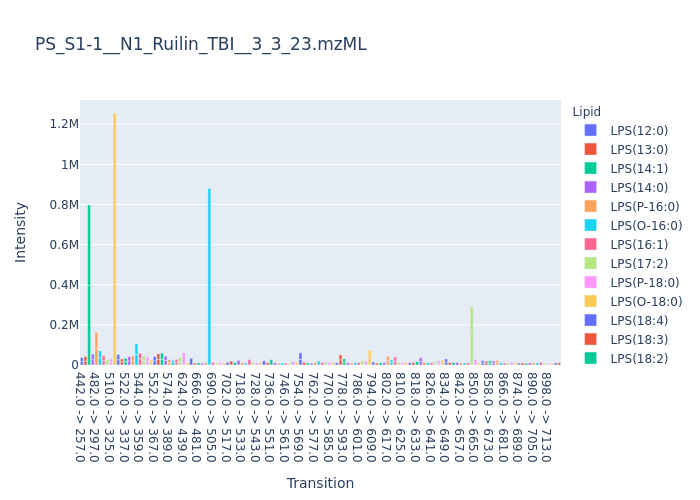 PS_S1-1__N1_Ruilin_TBI__3_3_23.mzML
Intensity
1.2M
1M
0.8M
0.6M
0.4M
0.2M
0
442.0 -> 257.0
482.0 -> 297.0
510.0 -> 325.0
522.0 -> 337.0
544.0 -> 359.0
552.0 -> 367.0
574.0 -> 389.0
624.0 -> 439.0
666.0 -> 481.0
690.0 -> 505.0
702.0 -> 517.0
718.0 -> 533.0
728.0 -> 543.0
736.0 -> 551.0
746.0 -> 561.0
754.0 -> 569.0
762.0 -> 577.0
770.0 -> 585.0
778.0 -> 593.0
786.0 -> 601.0
794.0 -> 609.0
802.0 -> 617.0
810.0 -> 625.0
818.0 -> 633.0
826.0 -> 641.0
834.0 -> 649.0
842.0 -> 657.0
850.0 -> 665.0
858.0 -> 673.0
866.0 -> 681.0
874.0 -> 689.0
890.0 -> 705.0
898.0 -> 713.0
Transition
Lipid
LPS(12:0)
LPS(13:0)
LPS(14:1)
LPS(14:0)
LPS(P-16:0)
LPS(O-16:0)
LPS(16:1)
LPS(17:2)
LPS(P-18:0)
LPS(O-18:0)
LPS(18:4)
LPS(18:3)
LPS(18:2)